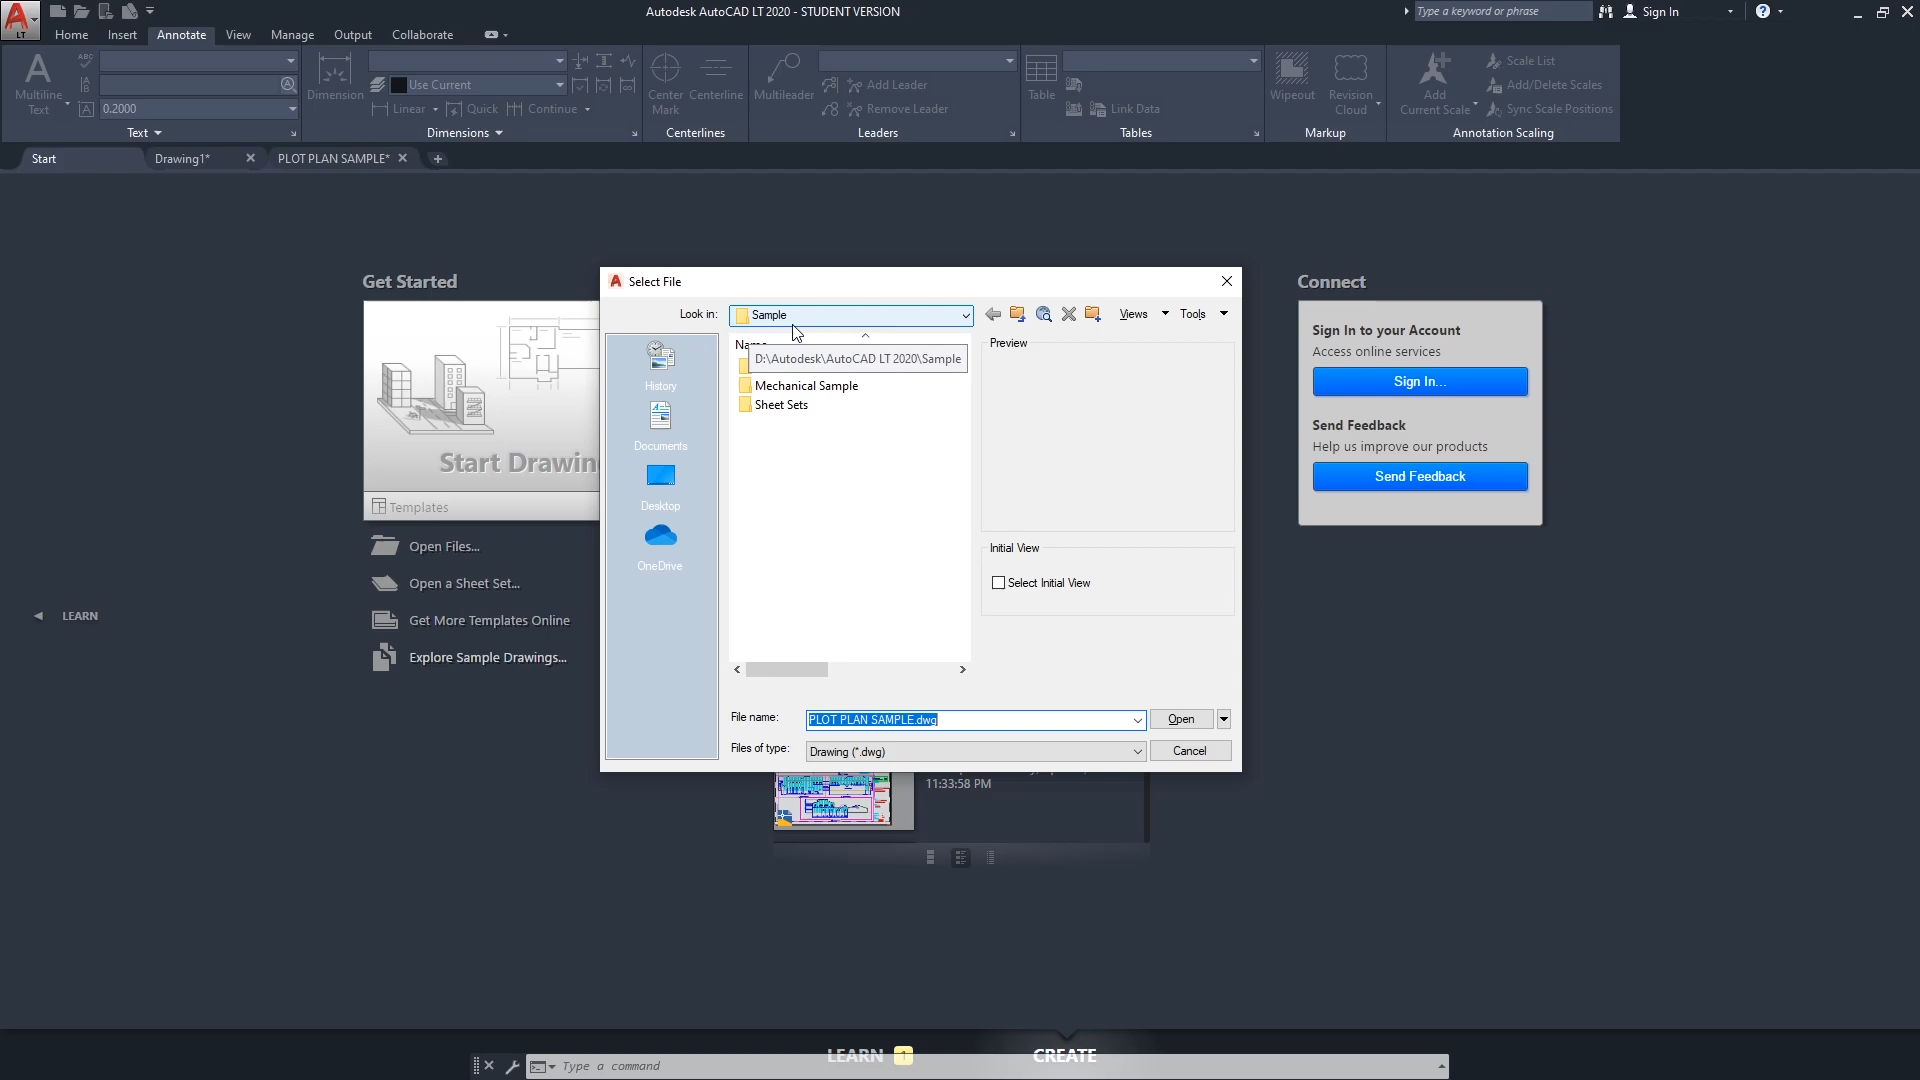 Autodesk AutoCAD LT 2020 - STUDENT VERSION
Type a keyword or phrase
Sign In
LT
Home
Insert
Annotate
View
Manage
Output
Collaborate
Multiline
Text
ABC
0.2000
Dimension
Use Current
Linear
Quick
Continue
Center
Mark
Centerline
Multileader
Add Leader
Remove Leader
Table
Link Data
Wipeout
Revision
Cloud
Add
Current Scale
Scale List
Add/Delete Scales
Sync Scale Positions
Text
Dimensions
Centerlines
Leaders
Tables
Markup
Annotation Scaling
Start
Drawing1*
PLOT PLAN SAMPLE*
Get Started
Start Drawing
Templates
Open Files...
Open a Sheet Set...
Get More Templates Online
Explore Sample Drawings...
LEARN
Select File
Look in:
Sample
Views
Tools
Name
D:\Autodesk\AutoCAD LT 2020\Sample
Mechanical Sample
Sheet Sets
History
Documents
Desktop
OneDrive
Preview
Initial View
Select Initial View
File name:
PLOT PLAN SAMPLE.dwg
Open
Files of type:
Drawing (*.dwg)
Cancel
11:33:58 PM
Connect
Sign In to your Account
Access online services
Sign In...
Send Feedback
Help us improve our products
Send Feedback
LEARN 1
CREATE
Type a command